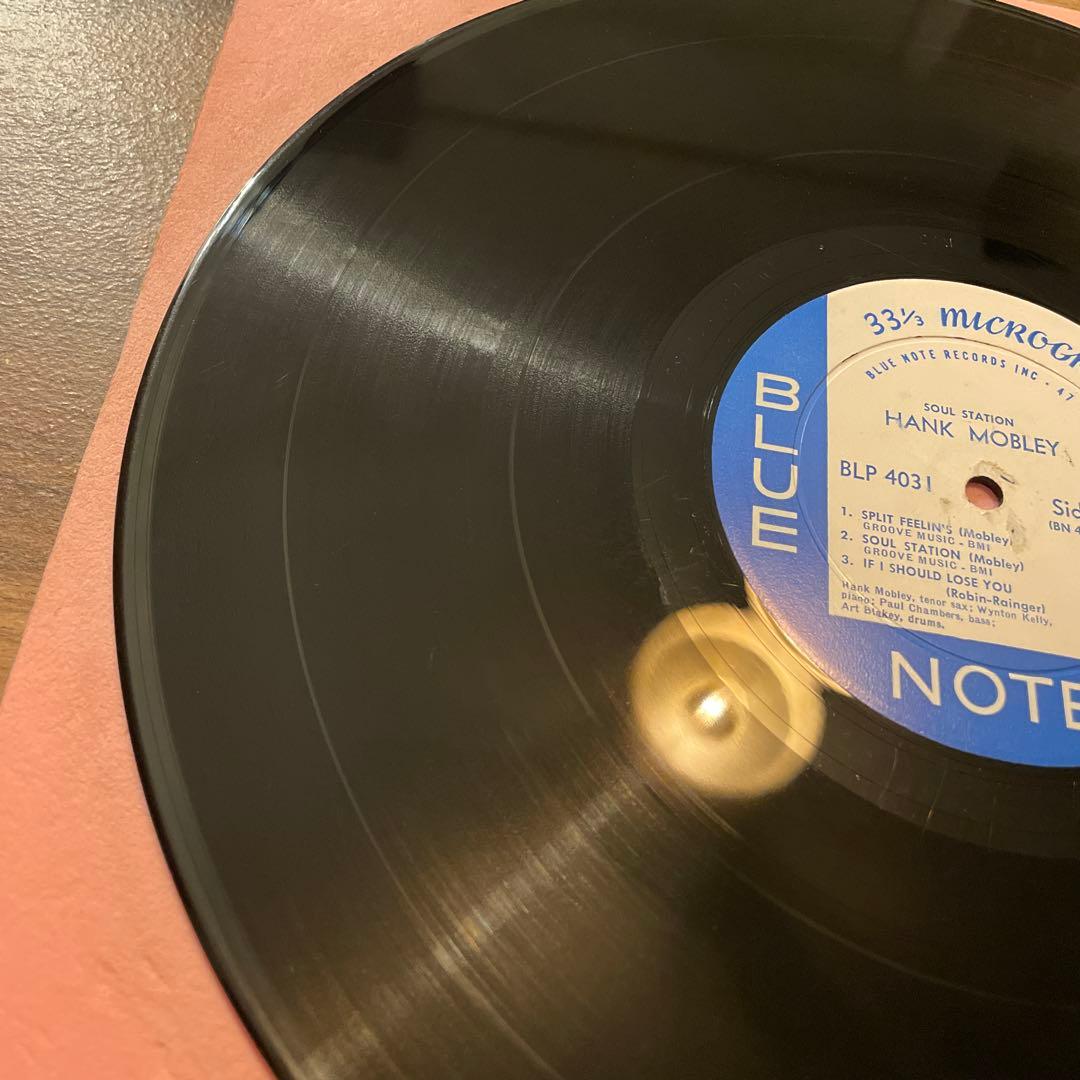 33⅓ MICROG
BLUE NOTE RECORDS INC · 47
SOUL STATION
HANK MOBLEY
BLP 4031
Sid
(BN 4
1. SPLIT FEELIN'S (Mobley)
GROOVE MUSIC - BMI
2. SOUL STATION (Mobley)
GROOVE MUSIC - BMI
3. IF I SHOULD LOSE YOU
(Robin-Rainger)
Hank Mobley, tenor sax; Wynton Kelly,
piano; Paul Chambers, bass;
Art Blakey, drums.
BLUE
NOTE